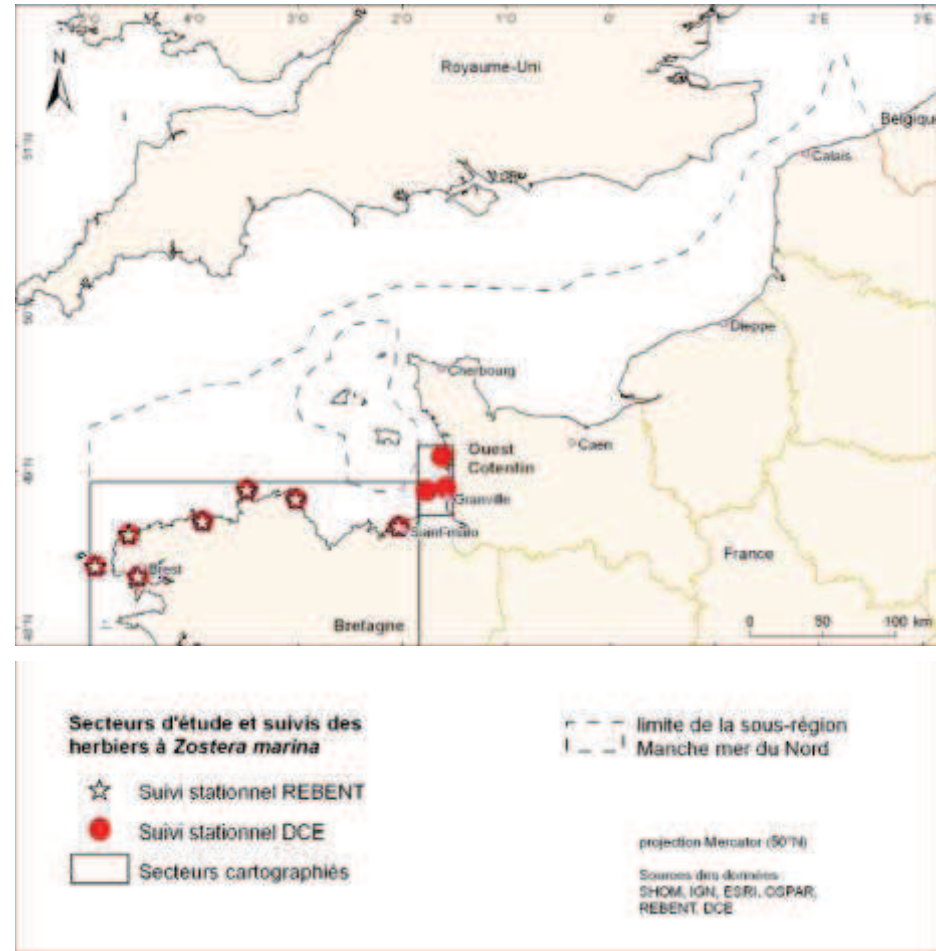 N
Royaume-Uni
Belgique
Calais
Dieppe
Cherbourg
Caen
Ouest
Cotentin
Granville
Saint-malo
Brest
France
Bretagne
0 50 100 km
Secteurs d'étude et suivis des
herbiers à Zostera marina
Suivi stationnel REBENT
Suivi stationnel DCE
Secteurs cartographiés
limite de la sous-région
Manche mer du Nord
projection Mercator (50°N)
Sources des données :
SHOM, IGN, ESRI, OSPAR,
REBENT, DCE